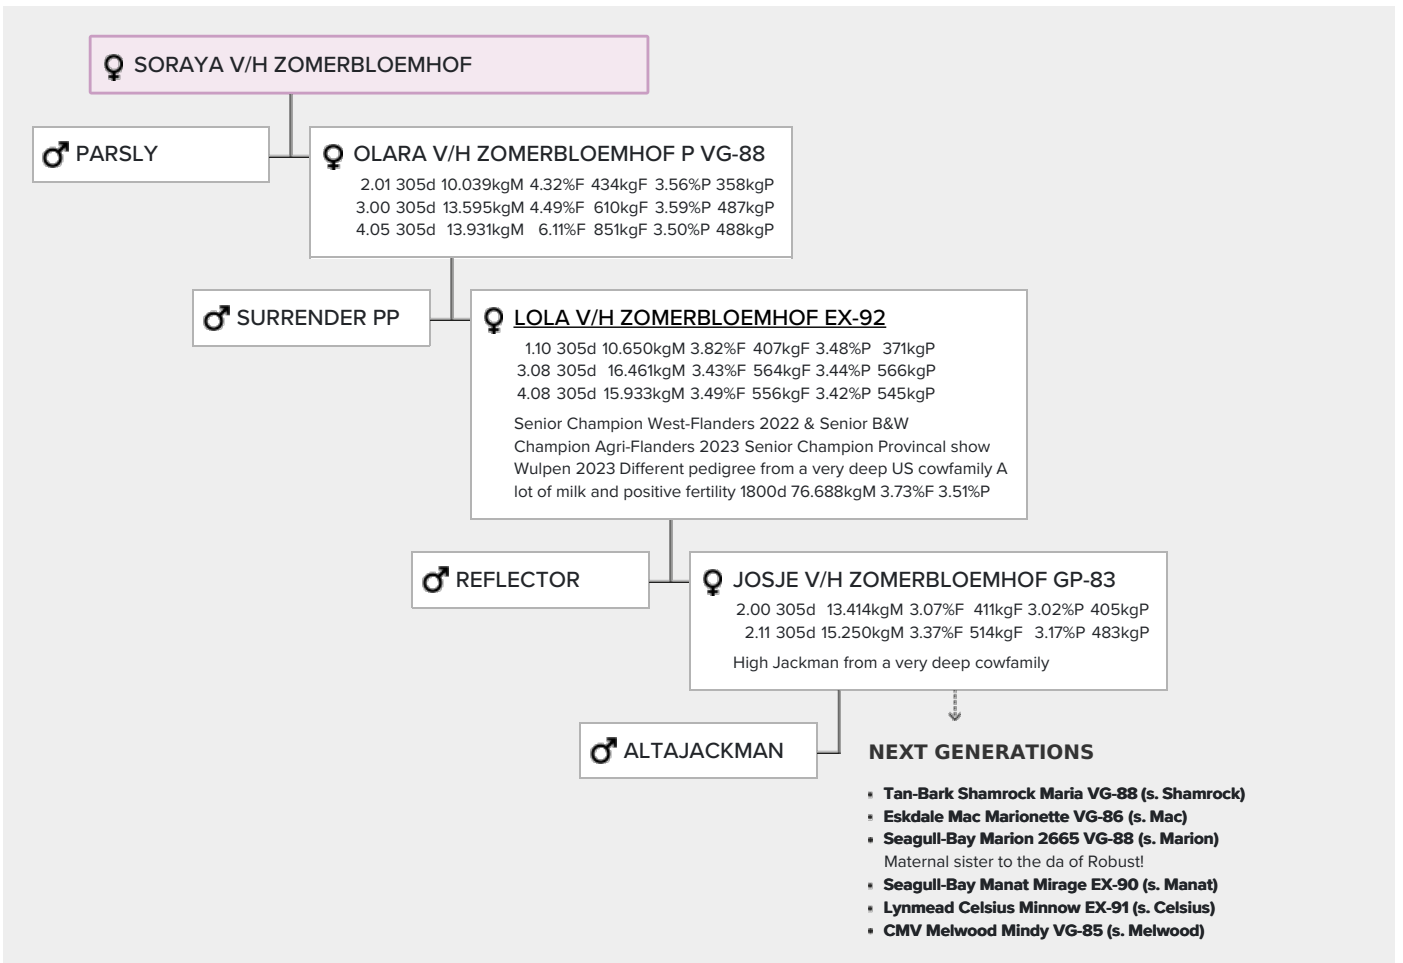 SORAYA V/H ZOMERBLOEMHOF
PARSLY
OLARA V/H ZOMERBLOEMHOF P VG-88
2.01 305d 10.039kgM 4.32%F 434kgF 3.56%P 358kgP
3.00 305d 13.595kgM 4.49%F 610kgF 3.59%P 487kgP
4.05 305d 13.931kgM 6.11%F 851kgF 3.50%P 488kgP
SURRENDER PP
LOLA V/H ZOMERBLOEMHOF EX-92
1.10 305d 10.650kgM 3.82%F 407kgF 3.48%P 371kgP
3.08 305d 16.461kgM 3.43%F 564kgF 3.44%P 566kgP
4.08 305d 15.933kgM 3.49%F 556kgF 3.42%P 545kgP
Senior Champion West-Flanders 2022 & Senior B&W
Champion Agri-Flanders 2023 Senior Champion Provincal show
Wulpen 2023 Different pedigree from a very deep US cowfamily A
lot of milk and positive fertility 1800d 76.688kgM 3.73%F 3.51%P
REFLECTOR
JOSJE V/H ZOMERBLOEMHOF GP-83
2.00 305d 13.414kgM 3.07%F 411kgF 3.02%P 405kgP
2.11 305d 15.250kgM 3.37%F 514kgF 3.17%P 483kgP
High Jackman from a very deep cowfamily
ALTAJACKMAN
NEXT GENERATIONS
Tan-Bark Shamrock Maria VG-88 (s. Shamrock)
Eskdale Mac Marionette VG-86 (s. Mac)
Seagull-Bay Marion 2665 VG-88 (s. Marion)
Maternal sister to the da of Robust!
Seagull-Bay Manat Mirage EX-90 (s. Manat)
Lynmead Celsius Minnow EX-91 (s. Celsius)
CMV Melwood Mindy VG-85 (s. Melwood)